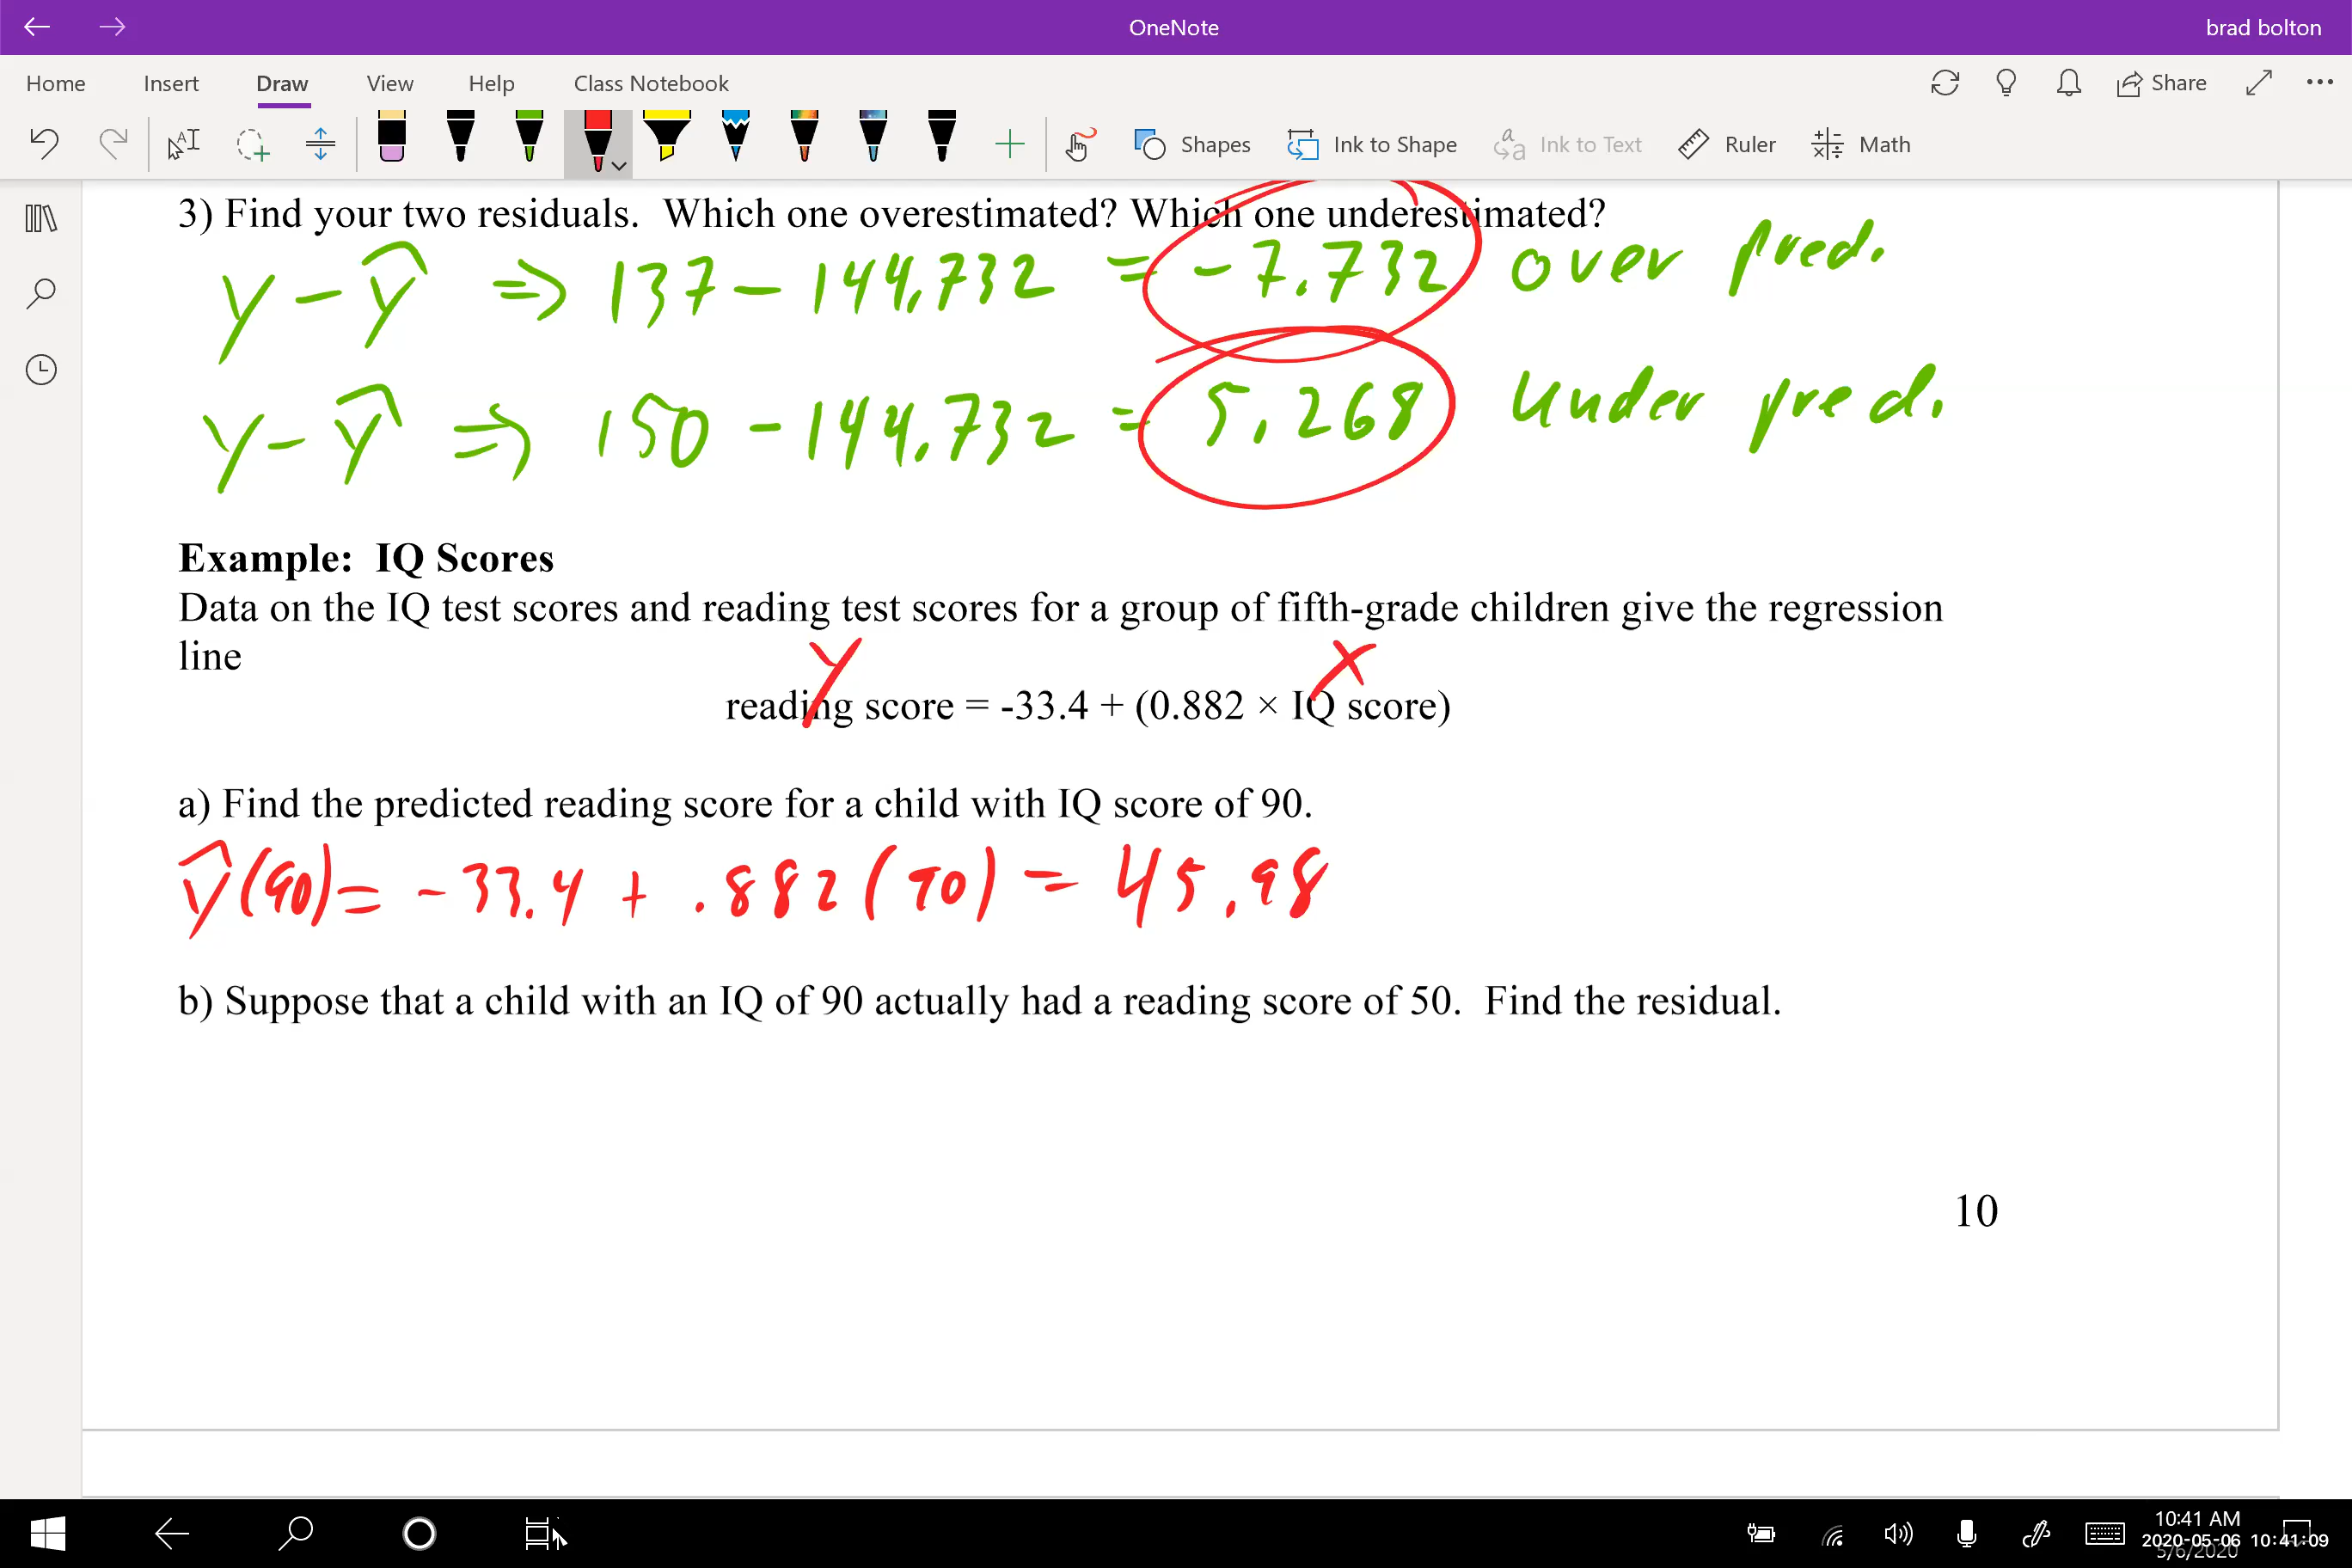 OneNote
brad bolton
Home Insert Draw View Help Class Notebook Share
Shapes Ink to Shape Ink to Text Ruler Math
3) Find your two residuals. Which one overestimated? Which one underestimated?
y - ŷ ⇒ 137 - 144.732 = -7.732 over pred.
y - ŷ ⇒ 150 - 144.732 = 5.268 under pred.
Example: IQ Scores
Data on the IQ test scores and reading test scores for a group of fifth-grade children give the regression
line
y x
reading score = -33.4 + (0.882 × IQ score)
a) Find the predicted reading score for a child with IQ score of 90.
ŷ(90) = -33.4 + .882(90) = 45.98
b) Suppose that a child with an IQ of 90 actually had a reading score of 50. Find the residual.
10
10:41 AM
2020-05-06 10:41:09
5/6/2020